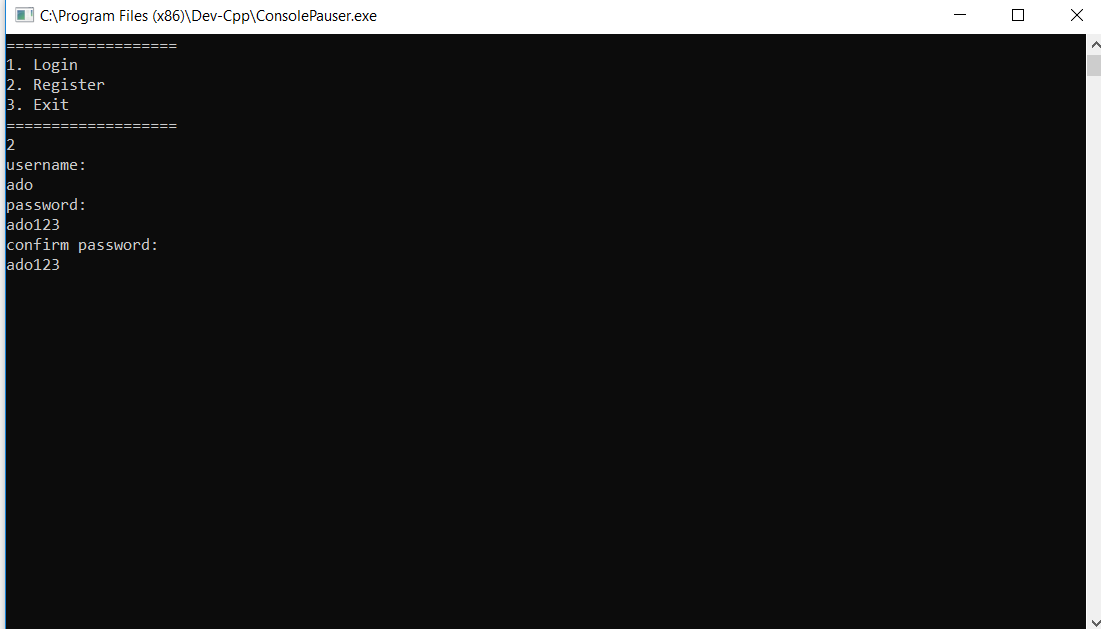 C:\Program Files (x86)\Dev-Cpp\ConsolePauser.exe
===================
1. Login
2. Register
3. Exit
===================
2
username:
ado
password:
ado123
confirm password:
ado123